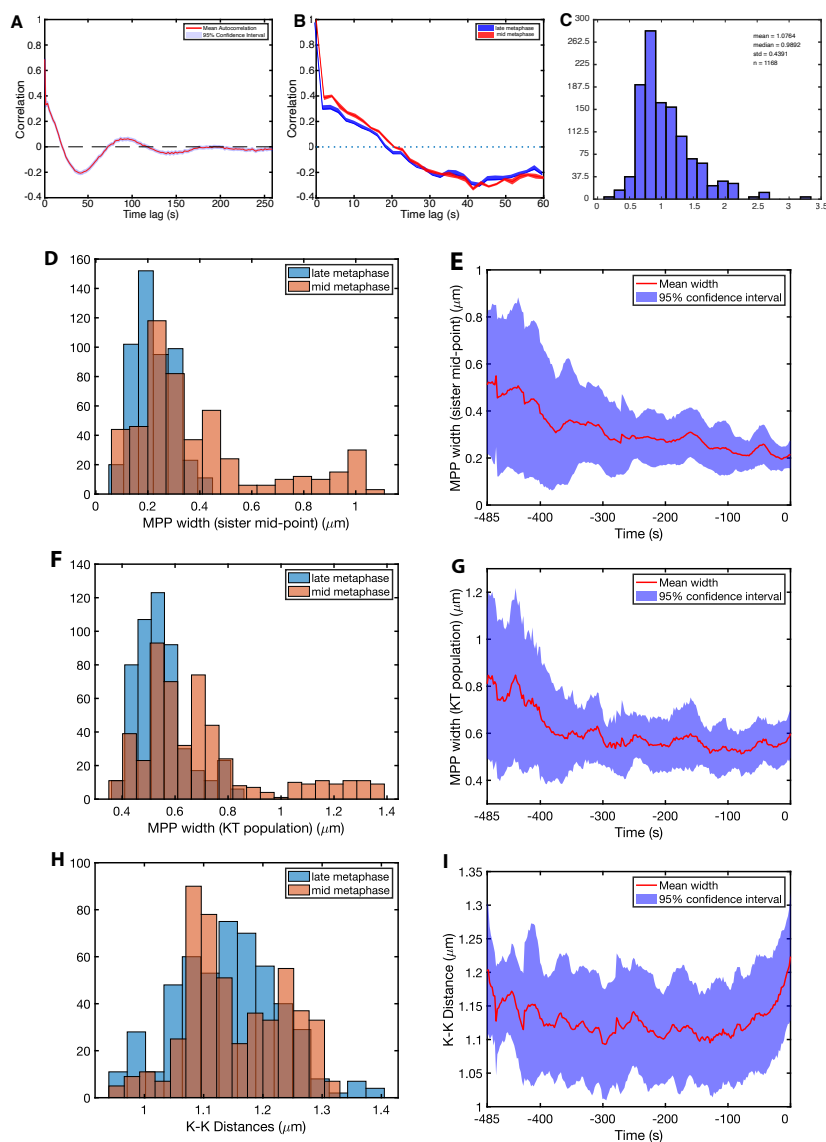 A
B
C
Mean Autocorrelation
95% Confidence Interval
1
0.8
0.6
0.4
0.2
0
-0.2
-0.4
Correlation
0
50
100
150
200
250
Time lag (s)
late metaphase
mid metaphase
1
0.8
0.6
0.4
0.2
0
-0.2
-0.4
Correlation
0
10
20
30
40
50
60
Time lag (s)
300
262.5
225
187.5
150
112.5
75
37.5
0
mean = 1.0764
median = 0.9892
std = 0.4391
n = 1168
0
0.5
1
1.5
2
2.5
3
3.5
D
160
140
120
100
80
60
40
20
0
late metaphase
mid metaphase
0
0.2
0.4
0.6
0.8
1
MPP width (sister mid-point) (μm)
E
1
0.8
0.6
0.4
0.2
0
MPP width (sister mid-point) (μm)
Mean width
95% confidence interval
-485
-400
-300
-200
-100
0
Time (s)
F
140
120
100
80
60
40
20
0
late metaphase
mid metaphase
0.4
0.6
0.8
1
1.2
1.4
MPP width (KT population) (μm)
G
1.2
1
0.8
0.6
0.4
MPP width (KT population) (μm)
Mean width
95% confidence interval
-485
-400
-300
-200
-100
0
Time (s)
H
100
80
60
40
20
0
late metaphase
mid metaphase
1
1.1
1.2
1.3
1.4
K-K Distances (μm)
I
1.35
1.3
1.25
1.2
1.15
1.1
1.05
1
K-K Distance (μm)
Mean width
95% confidence interval
-485
-400
-300
-200
-100
0
Time (s)